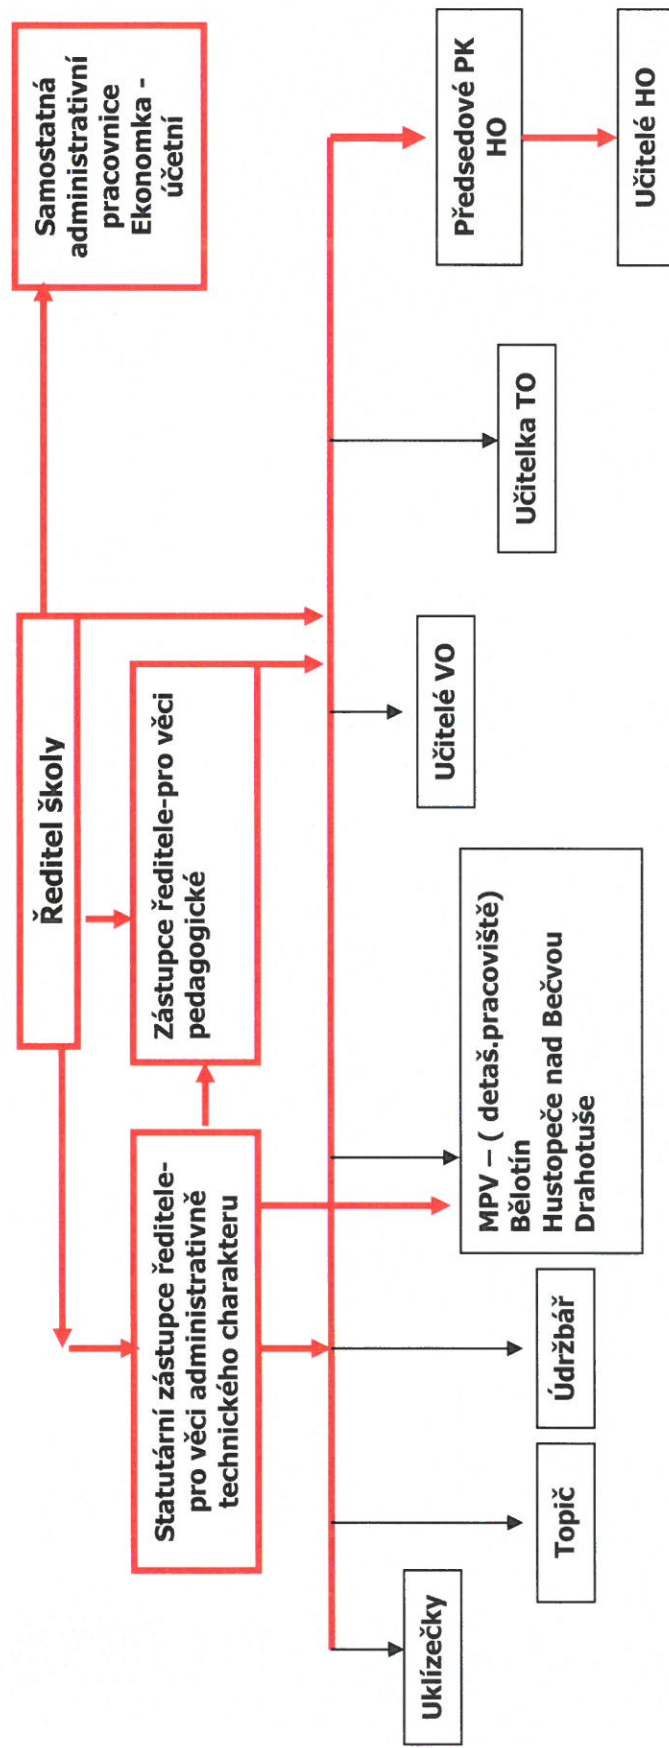 Ředitel školy
Samostatná
administrativní
pracovnice
Ekonomka -
účetní
Statutární zástupce ředitele-
pro věci administrativně
technického charakteru
Zástupce ředitele-pro věci
pedagogické
Uklízečky
Topič
Údržbář
MPV – ( detaš.pracoviště)
Bělotín
Hustopeče nad Bečvou
Drahotuše
Učitelé VO
Učitelka TO
Předsedové PK
HO
Učitelé HO